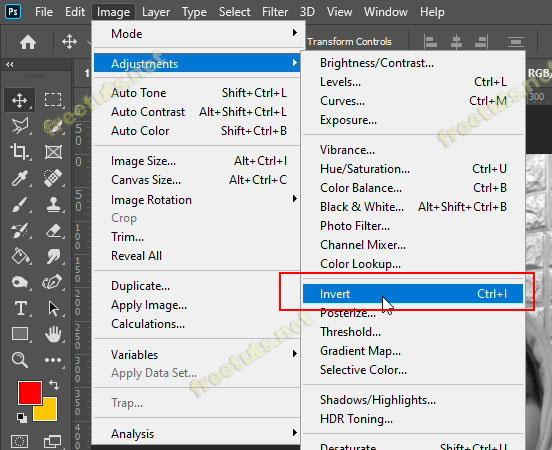 Ps File Edit Image Layer Type Select Filter 3D View Window
Mode
Transform Controls
Adjustments
Brightness/Contrast...
Levels... Ctrl+L
RGB/
Auto Tone Shift+Ctrl+L
Curves... Ctrl+M
300
Auto Contrast Alt+Shift+Ctrl+L
Exposure...
Auto Color Shift+Ctrl+B
Vibrance...
Image Size... Alt+Ctrl+I
Hue/Saturation... Ctrl+U
Canvas Size... Alt+Ctrl+C
Color Balance... Ctrl+B
Image Rotation
Black & White... Alt+Shift+Ctrl+B
Crop
Photo Filter...
Trim...
Channel Mixer...
Reveal All
Color Lookup...
Duplicate...
Invert Ctrl+I
Apply Image...
Posterize...
Calculations...
Threshold...
Gradient Map...
Variables
Selective Color...
Apply Data Set...
Shadows/Highlights...
Trap...
HDR Toning...
Analysis
Desaturate Shift+Ctrl+U
freetuts.net
freetuts.net
freetuts.net